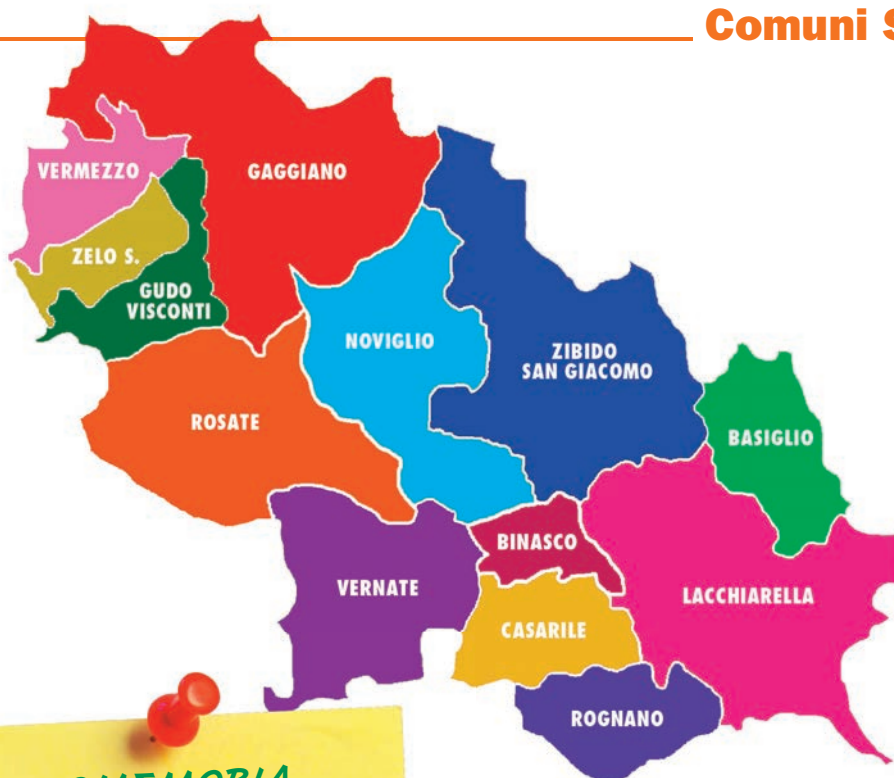 Comuni S
VERMEZZO
GAGGIANO
ZELO S.
GUDO
VISCONTI
NOVIGLIO
ZIBIDO
SAN GIACOMO
ROSATE
BASIGLIO
BINASCO
VERNATE
LACCHIARELLA
CASARILE
ROGNANO